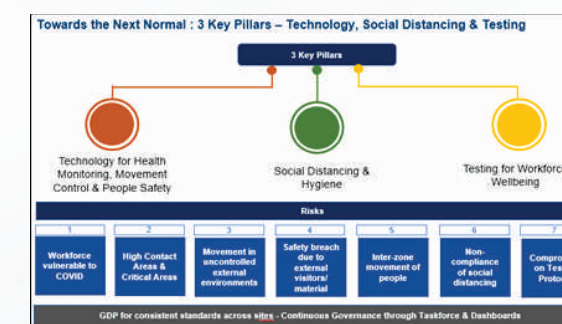 Towards the Next Normal : 3 Key Pillars – Technology, Social Distancing & Testing
3 Key Pillars
Technology for Health
Monitoring, Movement
Control & People Safety
Social Distancing &
Hygiene
Testing for Workforce
Wellbeing
Risks
1
2
3
4
5
6
7
Workforce
vulnerable to
COVID
High Contact
Areas &
Critical Areas
Movement in
uncontrolled
external
environments
Safety breach
due to
external
visitors/
material
Inter-zone
movement of
people
Non-
compliance
of social
distancing
on
GDP for consistent standards across sites - Continuous Governance through Taskforce & Dashboards